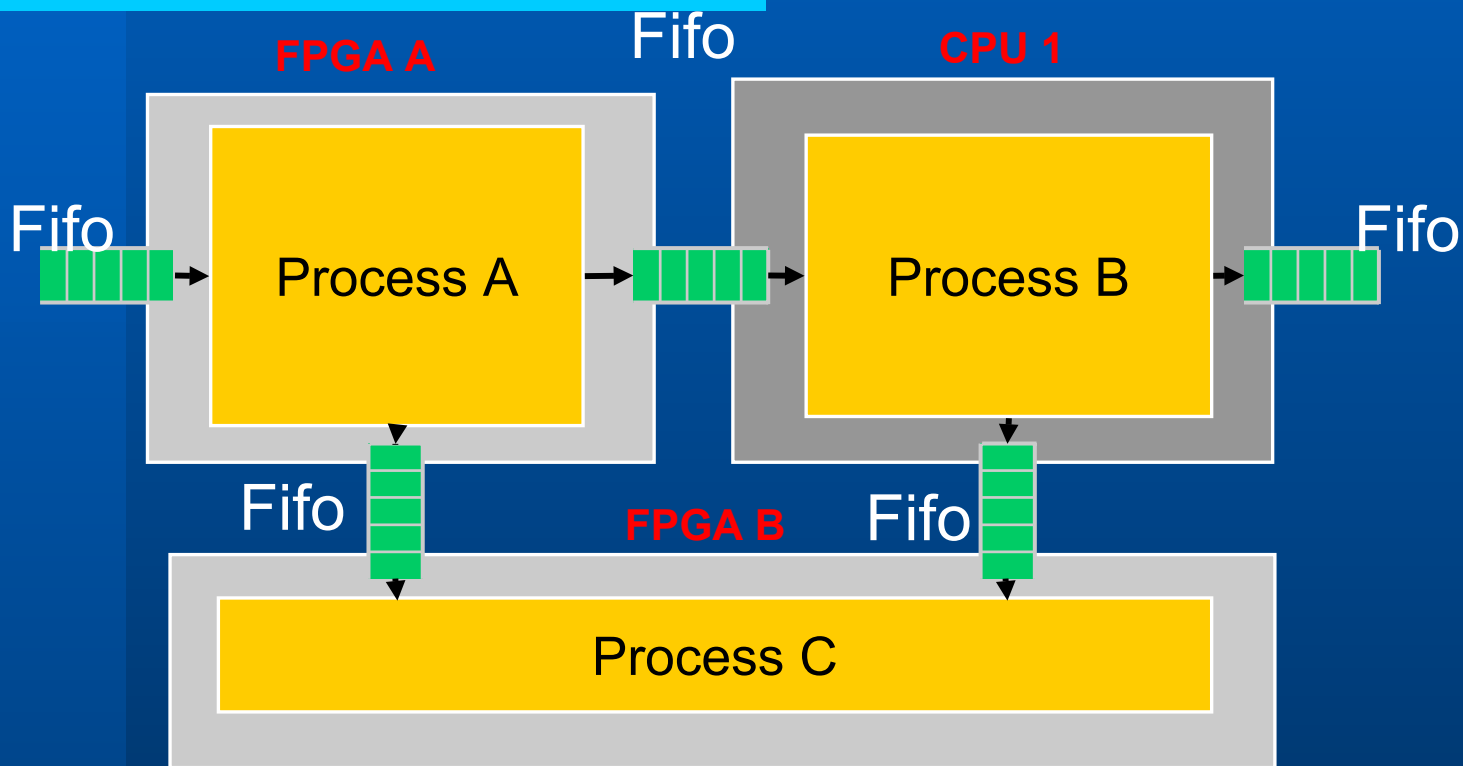 Fifo
FPGA A
CPU 1
Fifo
Fifo
Process A
Process B
Fifo
FPGA B
Fifo
Process C